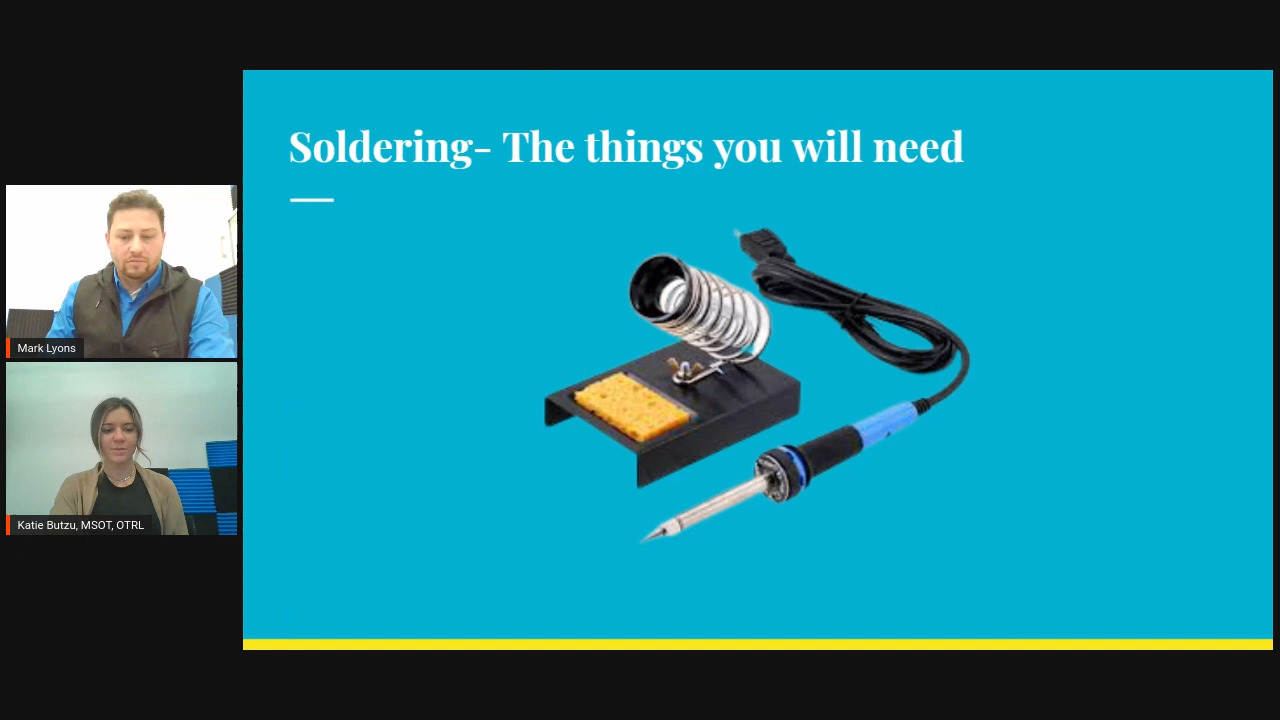 Soldering- The things you will need
Mark Lyons
Katie Butzu, MSOT, OTRL